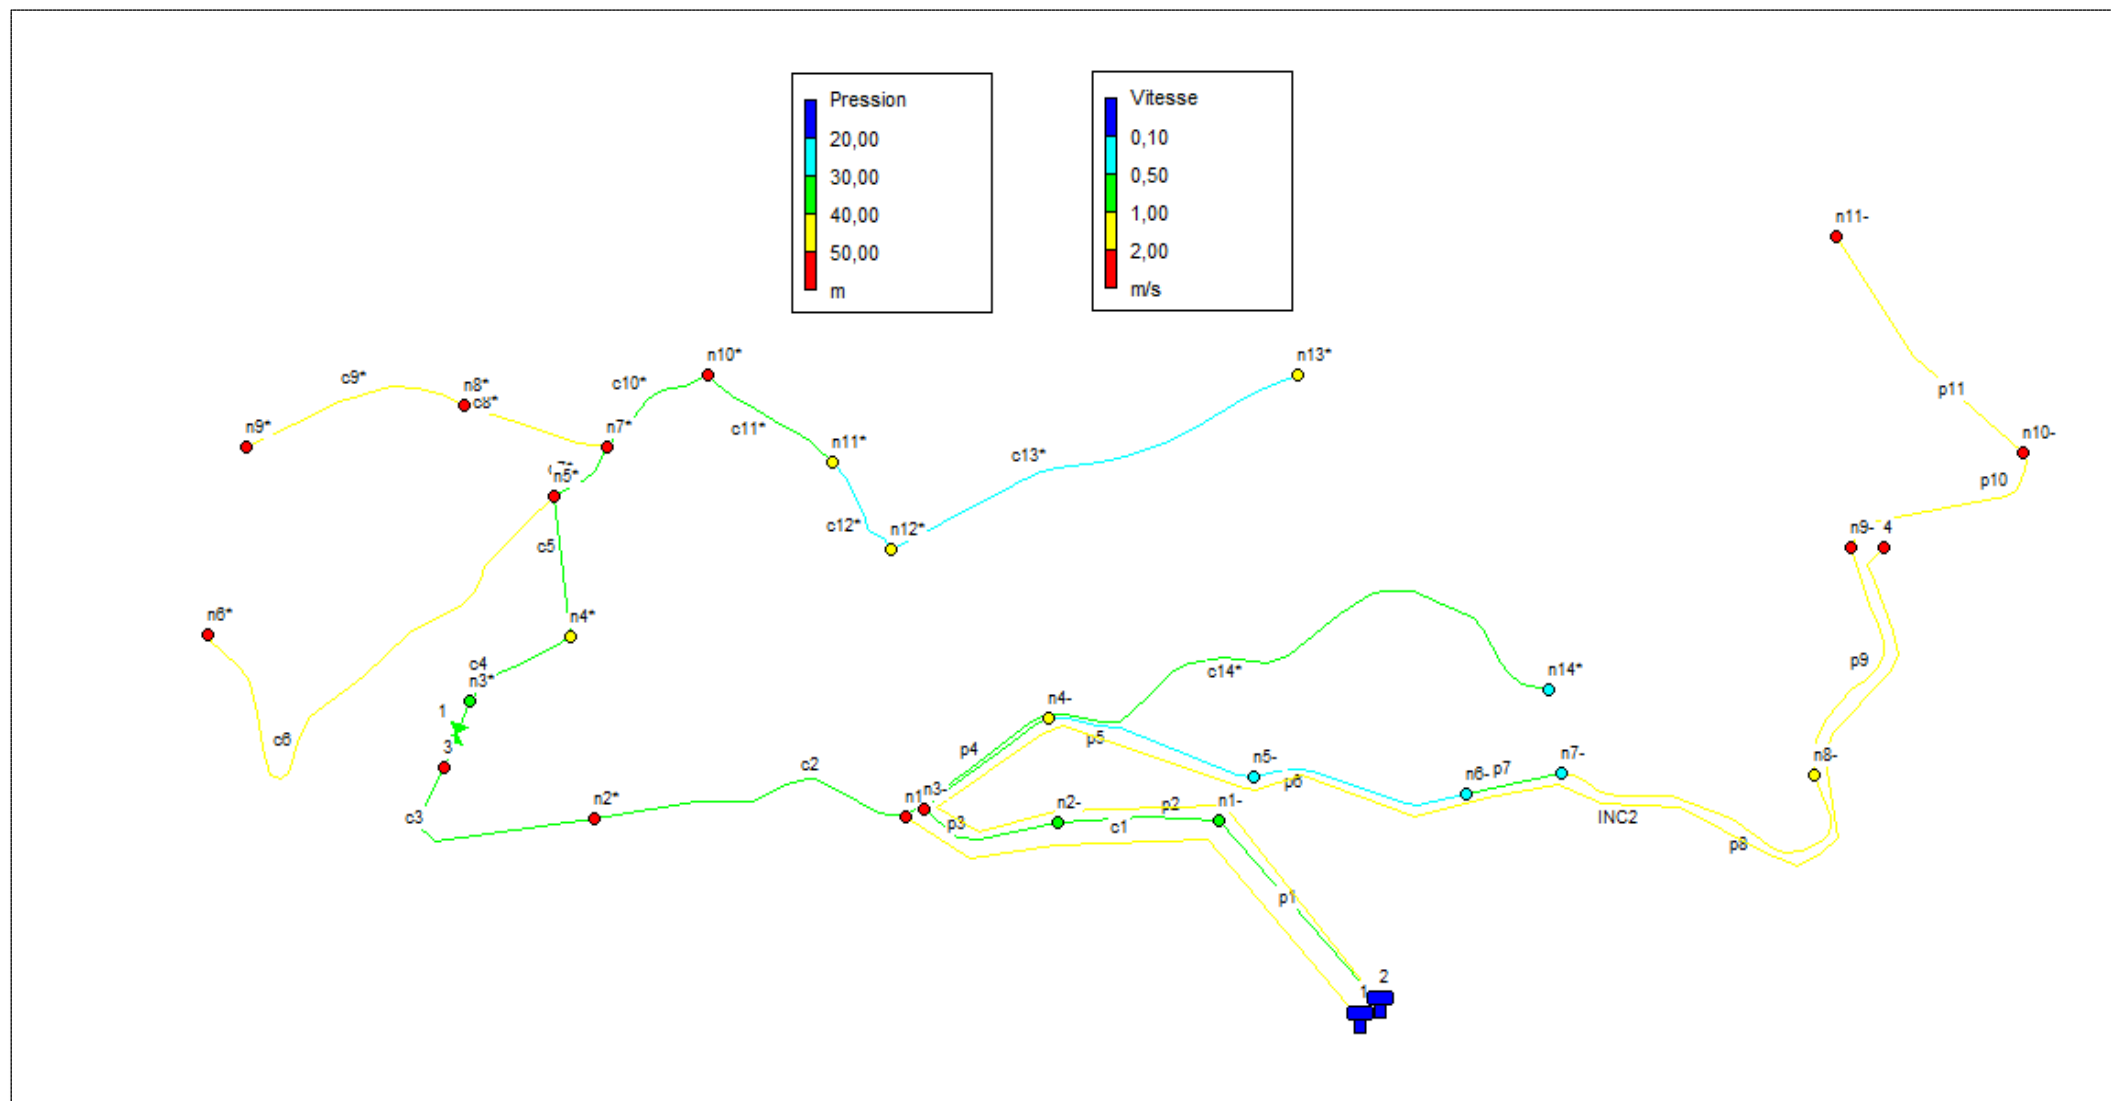 Pression
20,00
30,00
40,00
50,00
m
Vitesse
0,10
0,50
1,00
2,00
m/s
n11-
p11
n10-
p10
n9-
4
p9
n8-
n13*
n10*
c10*
c9*
n8*
c8*
n9*
n7*
c11*
n11*
c13*
n5*
c12*
n12*
c5
n6*
n4*
c4
n3*
1
3
c6
c3
n2*
c2
n1
n3-
p3
p4
n4-
p5
c14*
n14*
n5-
p6
n6-
p7
n7-
INC2
p8
n2-
c1
p2
n1-
p1
1
2